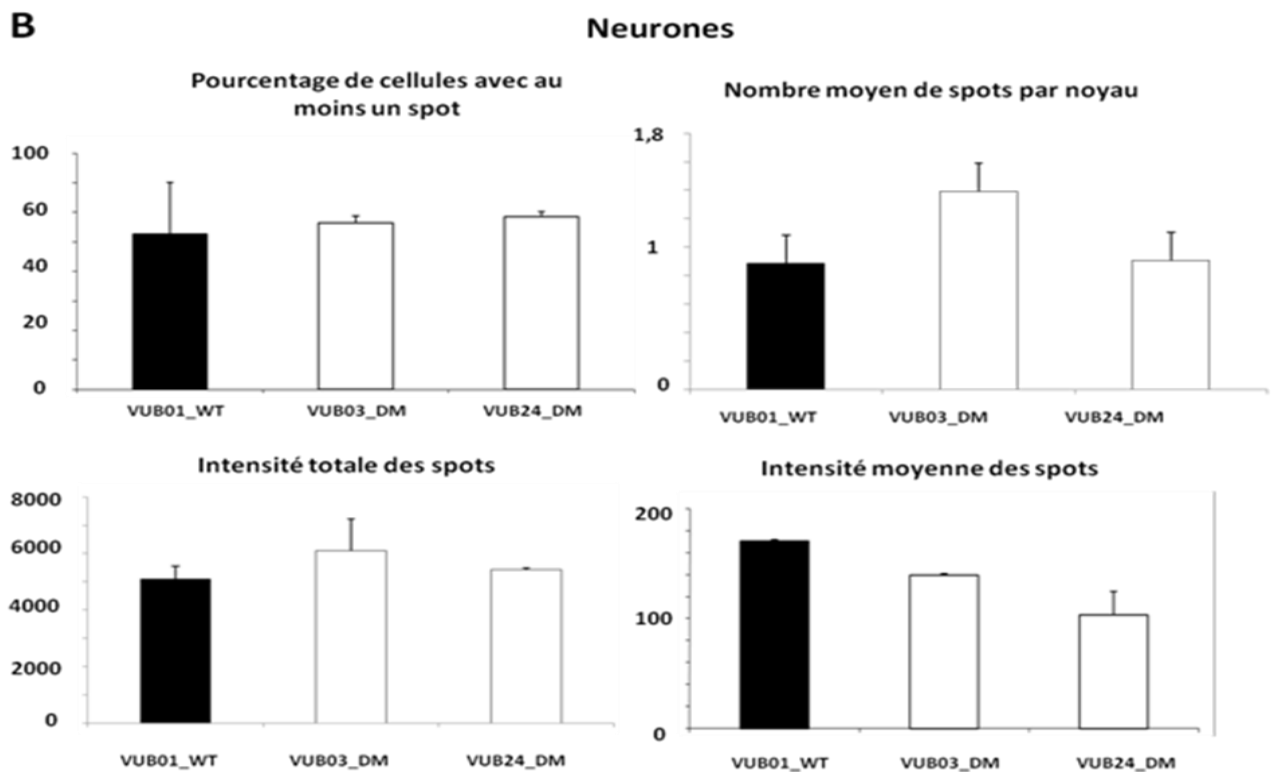 B
Neurones
Pourcentage de cellules avec au
moins un spot
100
60
40
20
0
VUB01_WT VUB03_DM VUB24_DM
Nombre moyen de spots par noyau
1,8
1
0
VUB01_WT VUB03_DM VUB24_DM
Intensité totale des spots
8000
6000
4000
2000
0
VUB01_WT VUB03_DM VUB24_DM
Intensité moyenne des spots
200
100
0
VUB01_WT VUB03_DM VUB24_DM